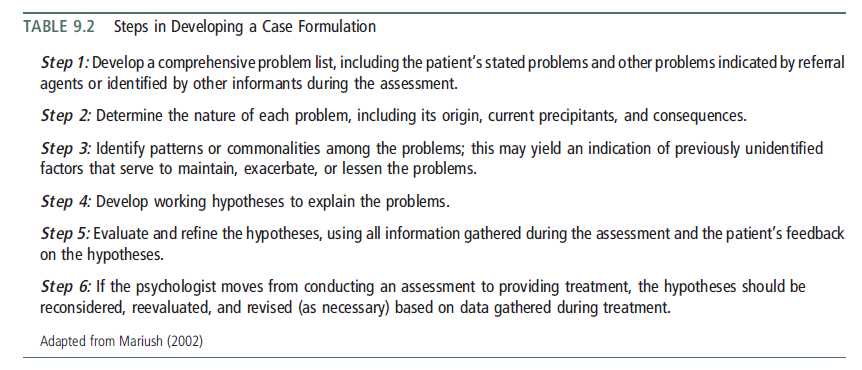 TABLE 9.2 Steps in Developing a Case Formulation
Step 1: Develop a comprehensive problem list, including the patient's stated problems and other problems indicated by referral
agents or identified by other informants during the assessment.
Step 2: Determine the nature of each problem, including its origin, current precipitants, and consequences.
Step 3: Identify patterns or commonalities among the problems; this may yield an indication of previously unidentified
factors that serve to maintain, exacerbate, or lessen the problems.
Step 4: Develop working hypotheses to explain the problems.
Step 5: Evaluate and refine the hypotheses, using all information gathered during the assessment and the patient's feedback
on the hypotheses.
Step 6: If the psychologist moves from conducting an assessment to providing treatment, the hypotheses should be
reconsidered, reevaluated, and revised (as necessary) based on data gathered during treatment.
Adapted from Mariush (2002)